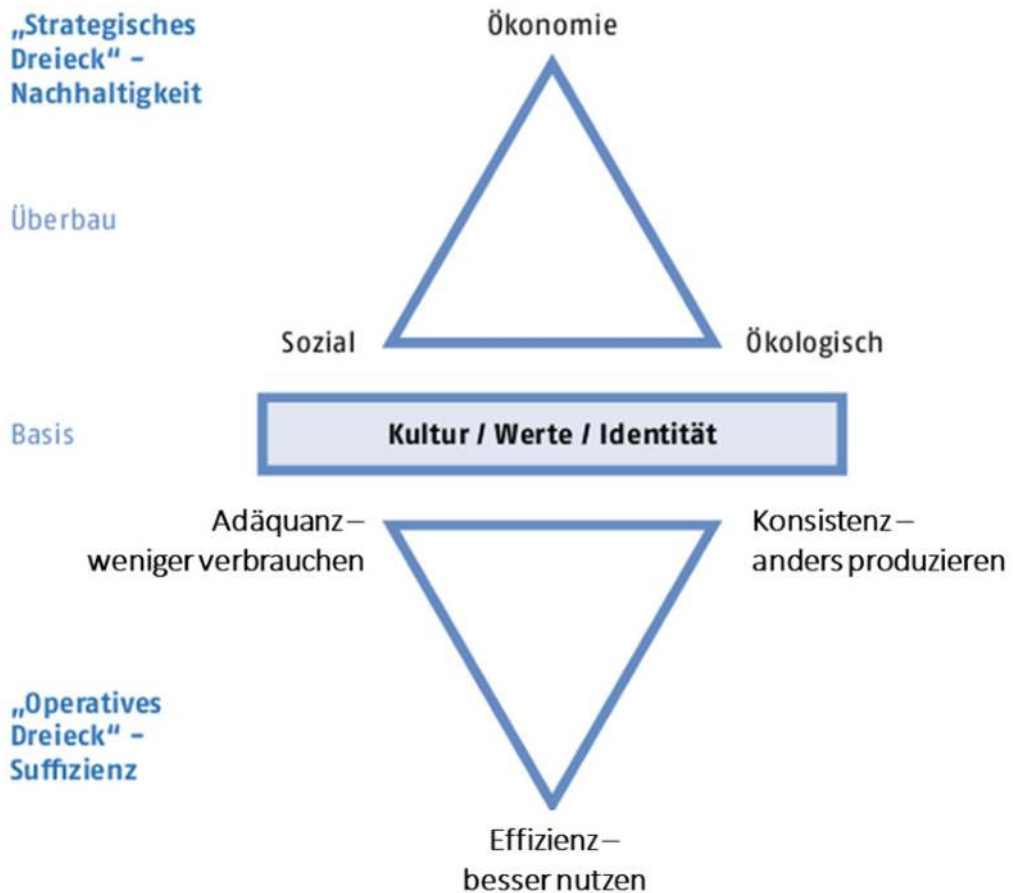 „Strategisches
Dreieck“ –
Nachhaltigkeit
Ökonomie
Überbau
Sozial
Ökologisch
Basis
Kultur / Werte / Identität
Adäquanz–
weniger verbrauchen
Konsistenz–
anders produzieren
„Operatives
Dreieck“ –
Suffizienz
Effizienz–
besser nutzen